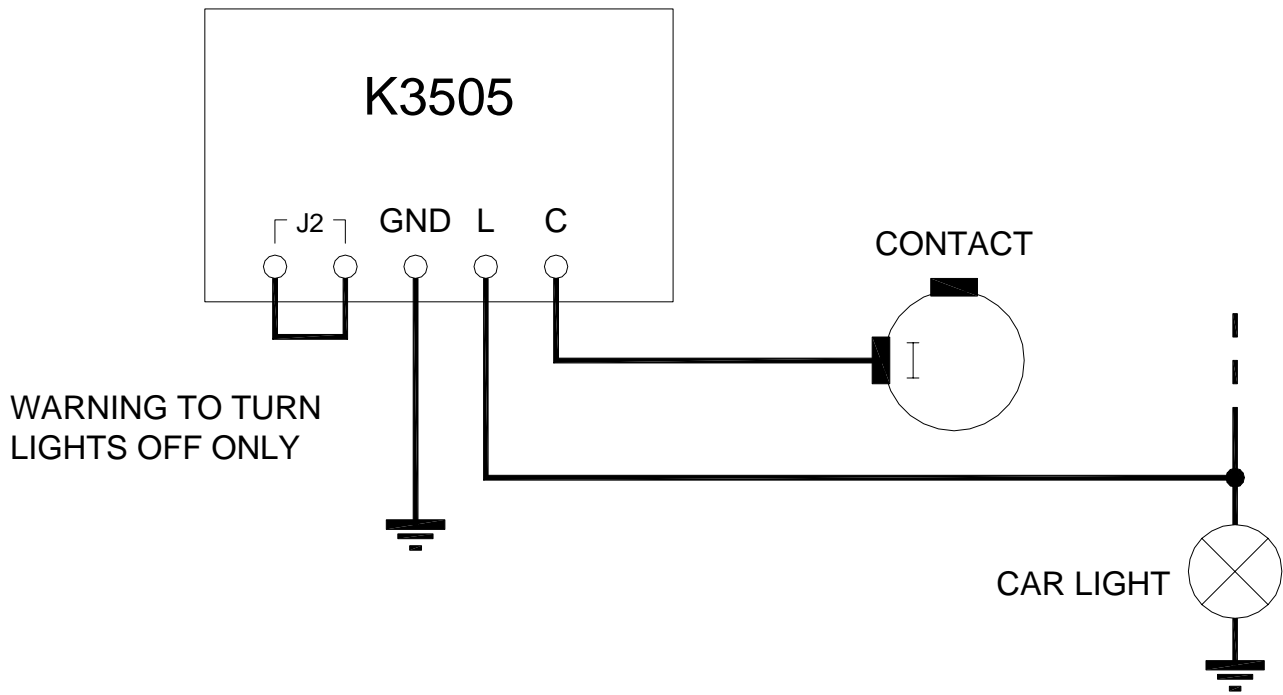 K3505
J2
GND
L
C
CONTACT
I
WARNING TO TURN
LIGHTS OFF ONLY
CAR LIGHT